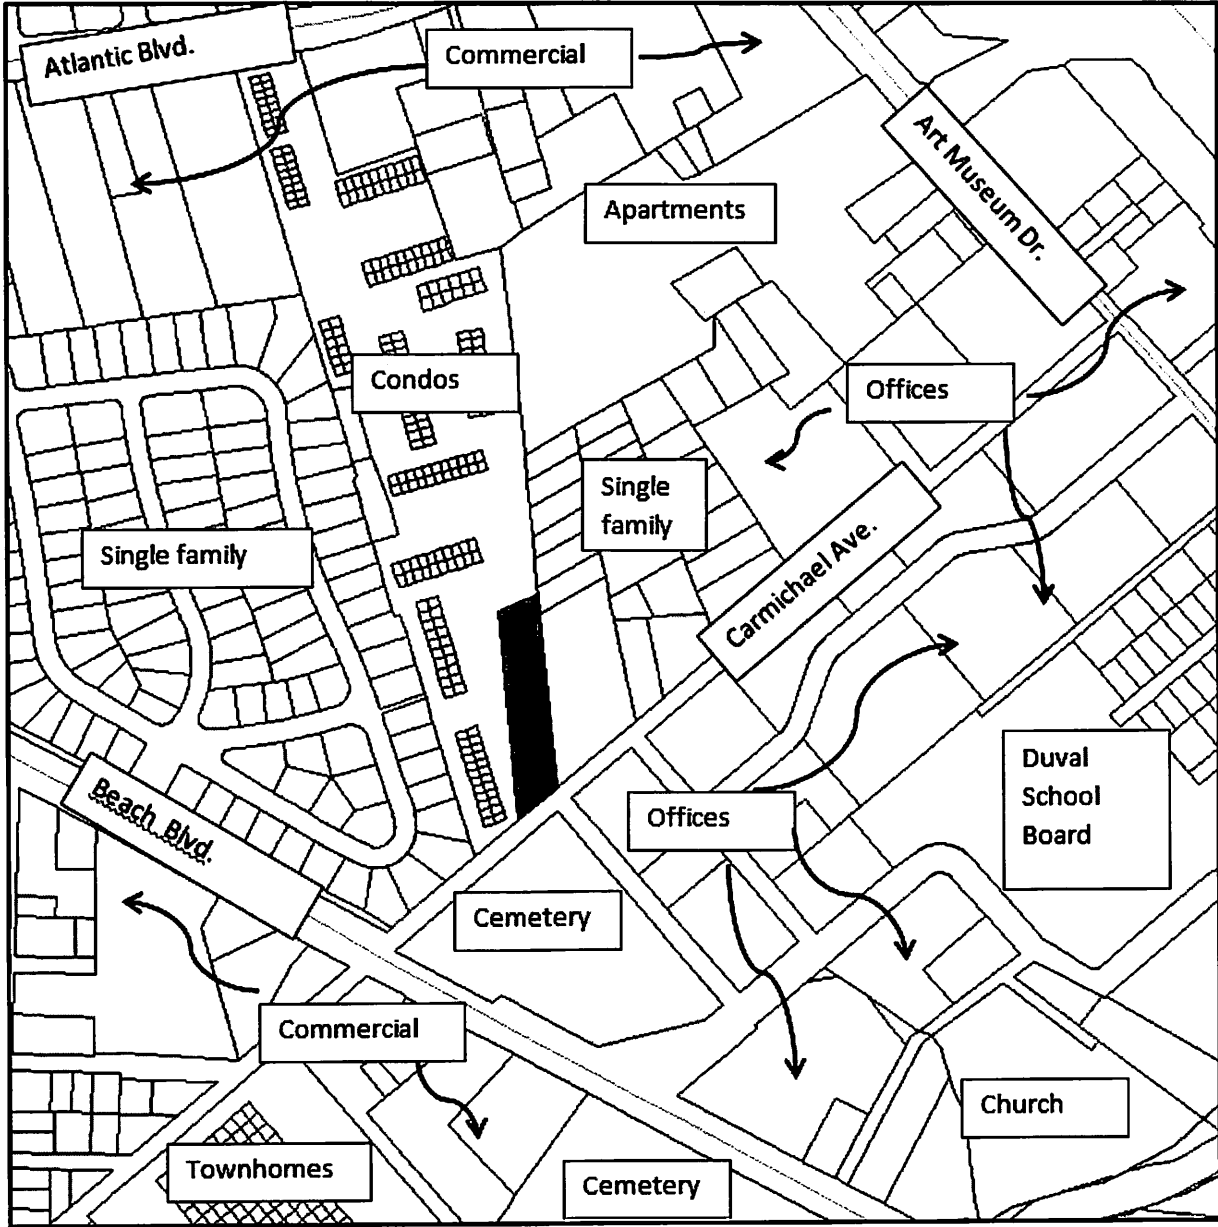 Atlantic Blvd.
Commercial
Art Museum Dr.
Apartments
Condos
Offices
Single
family
Single family
Carmichael Ave.
Duval
School
Board
Beach Blvd.
Offices
Cemetery
Commercial
Church
Townhomes
Cemetery